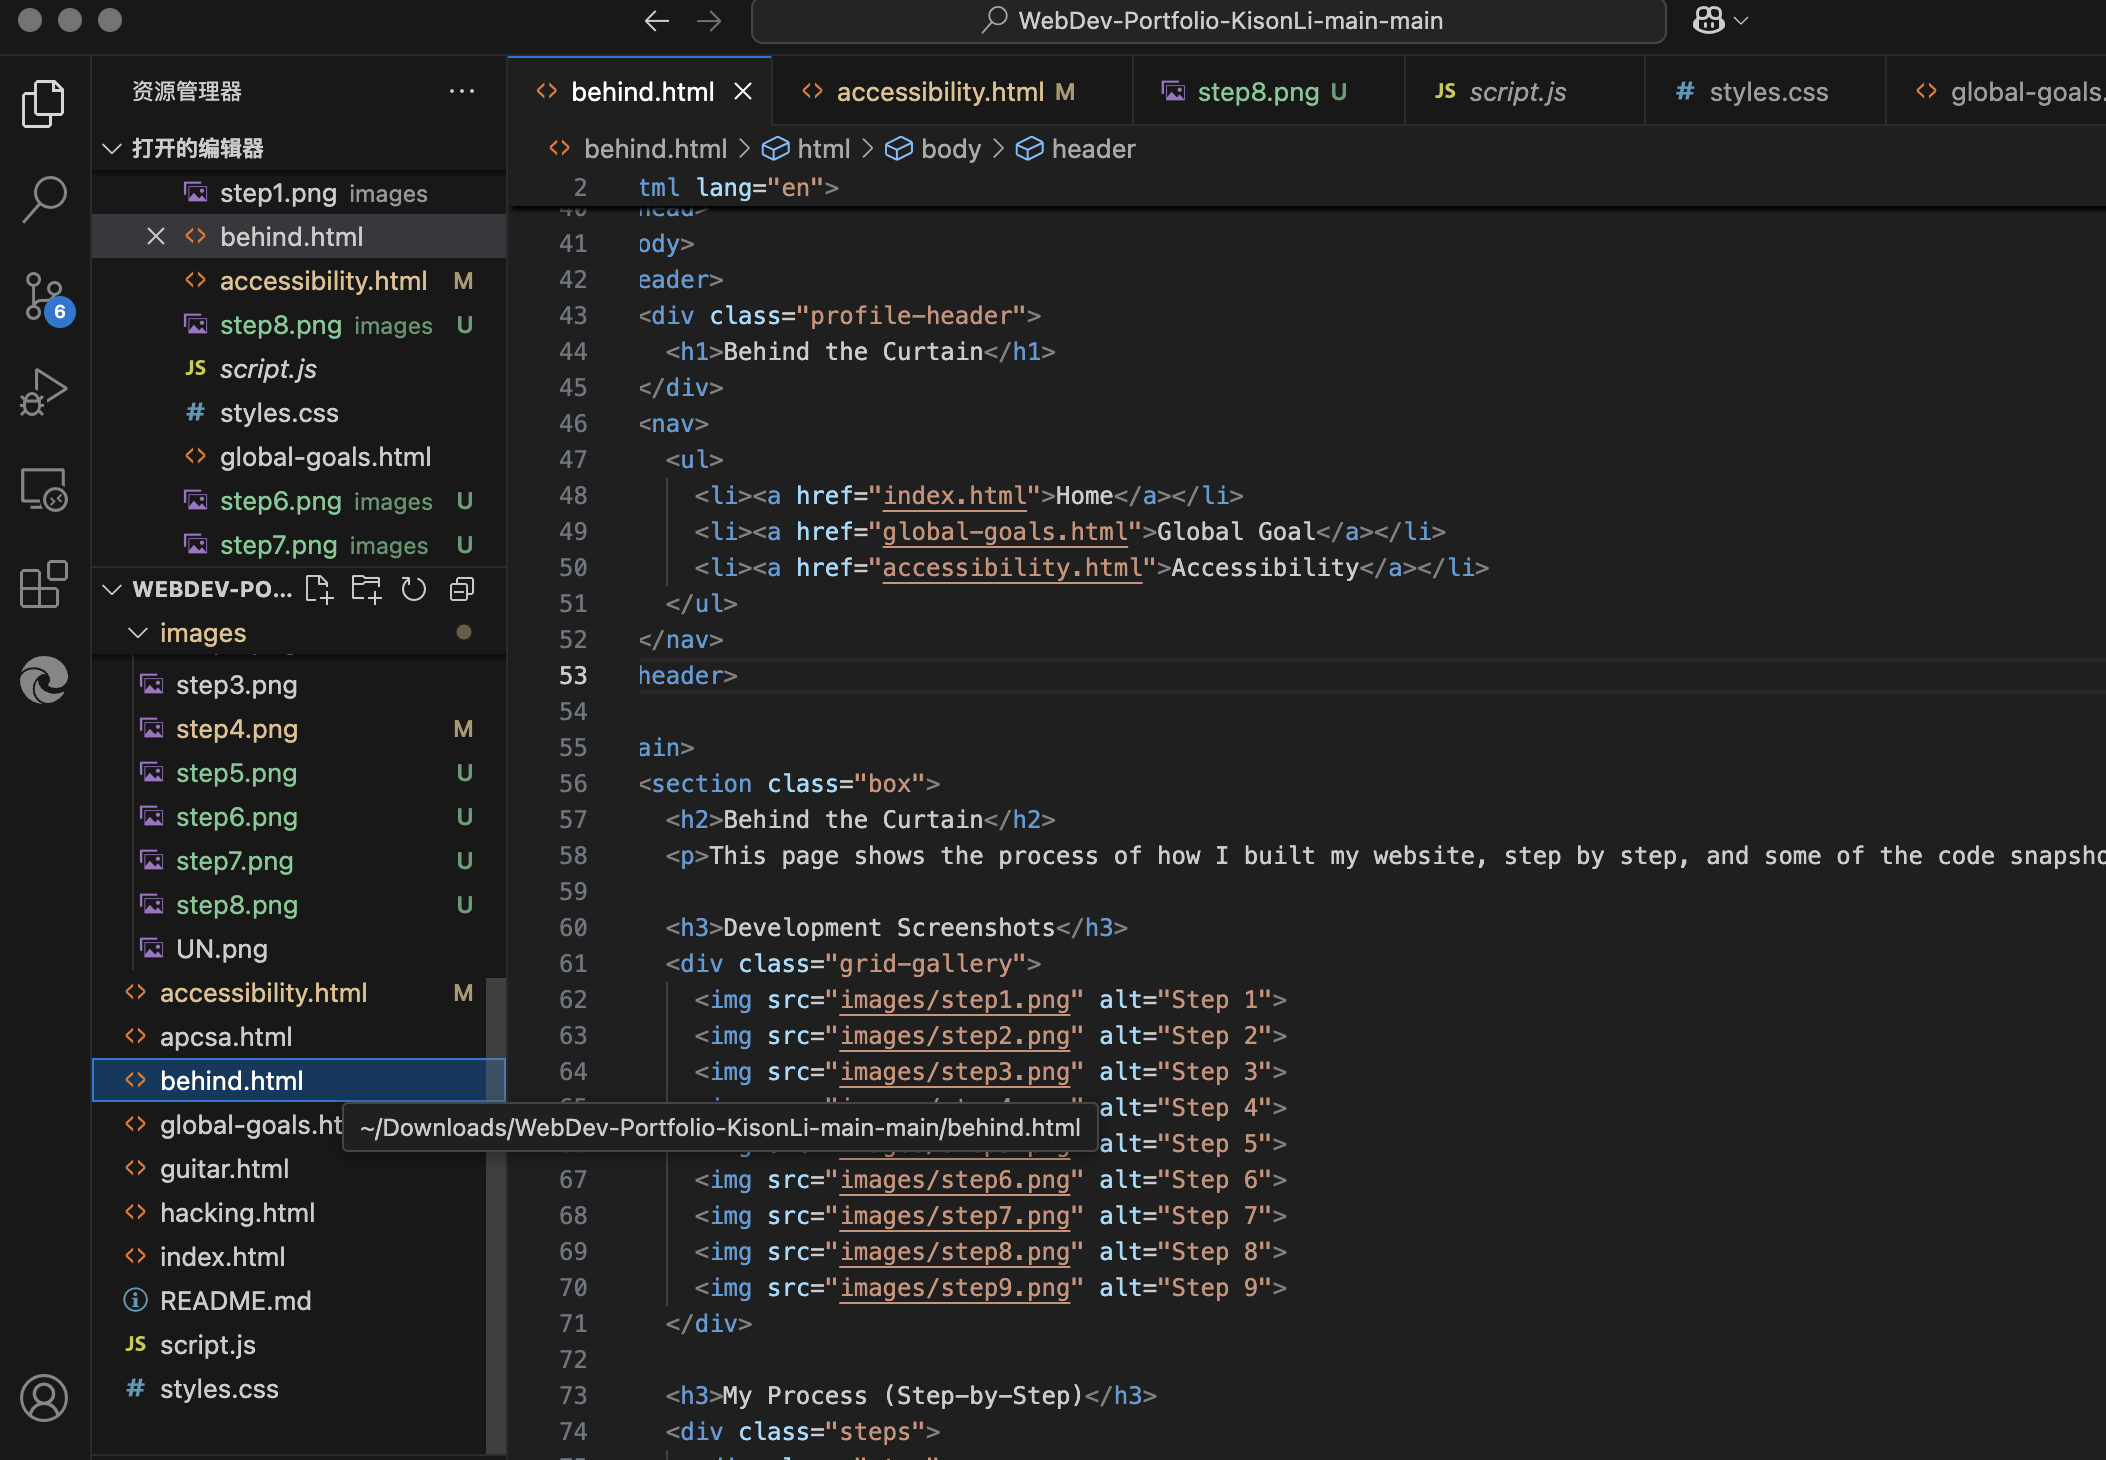 WebDev-Portfolio-KisonLi-main-main
资源管理器
打开的编辑器
step1.png images
behind.html
accessibility.html M
step8.png images U
JS script.js
# styles.css
global-goals.html
step6.png images U
step7.png images U
6
WEBDEV-PO...
images
step3.png
step4.png M
step5.png U
step6.png U
step7.png U
step8.png U
UN.png
accessibility.html M
apcsa.html
behind.html
global-goals.ht
guitar.html
hacking.html
index.html
README.md
JS script.js
# styles.css
~/Downloads/WebDev-Portfolio-KisonLi-main-main/behind.html
behind.html
accessibility.html M
step8.png U
JS script.js
# styles.css
global-goals.
behind.html > html > body > header
2 tml lang="en">
40 head>
41 ody>
42 eader>
43 <div class="profile-header">
44 <h1>Behind the Curtain</h1>
45 </div>
46 <nav>
47 <ul>
48 <li><a href="index.html">Home</a></li>
49 <li><a href="global-goals.html">Global Goal</a></li>
50 <li><a href="accessibility.html">Accessibility</a></li>
51 </ul>
52 </nav>
53 header>
54
55 ain>
56 <section class="box">
57 <h2>Behind the Curtain</h2>
58 <p>This page shows the process of how I built my website, step by step, and some of the code snapsho
59
60 <h3>Development Screenshots</h3>
61 <div class="grid-gallery">
62 <img src="images/step1.png" alt="Step 1">
63 <img src="images/step2.png" alt="Step 2">
64 <img src="images/step3.png" alt="Step 3">
alt="Step 4">
alt="Step 5">
67 <img src="images/step6.png" alt="Step 6">
68 <img src="images/step7.png" alt="Step 7">
69 <img src="images/step8.png" alt="Step 8">
70 <img src="images/step9.png" alt="Step 9">
71 </div>
72
73 <h3>My Process (Step-by-Step)</h3>
74 <div class="steps">